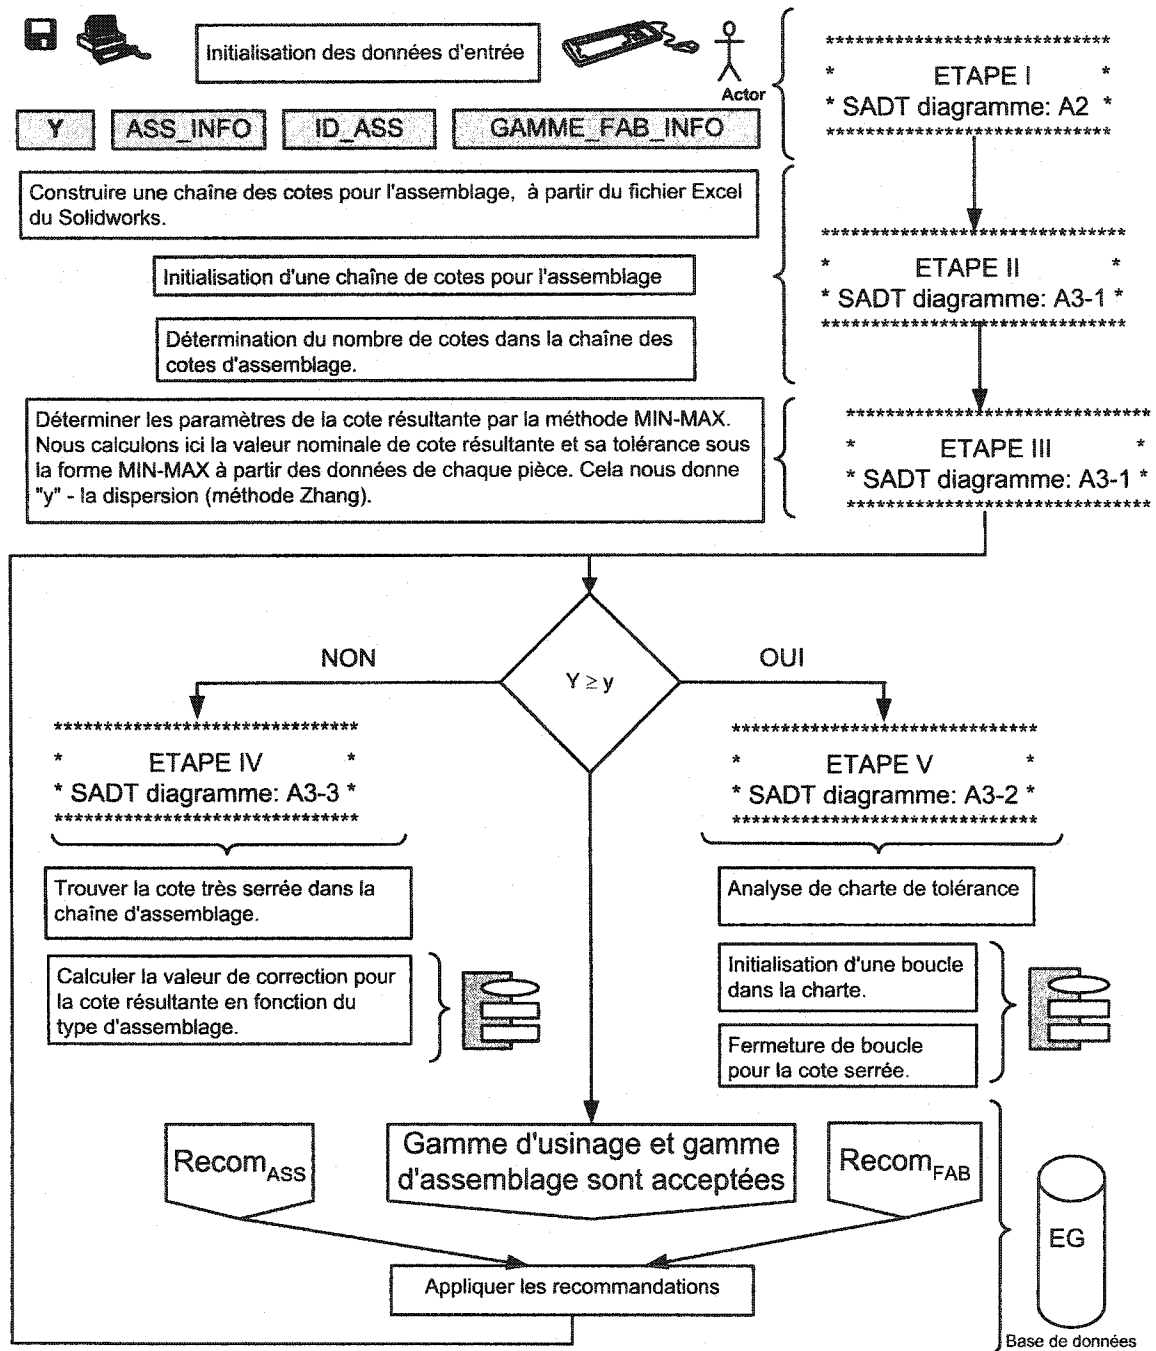 Initialisation des données d'entrée
Actor
Y
ASS_INFO
ID_ASS
GAMME_FAB_INFO
*****************************
* ETAPE I *
* SADT diagramme: A2 *
*****************************
Construire une chaîne des cotes pour l'assemblage, à partir du fichier Excel
du Solidworks.
Initialisation d'une chaîne de cotes pour l'assemblage
Détermination du nombre de cotes dans la chaîne des
cotes d'assemblage.
*******************************
* ETAPE II *
* SADT diagramme: A3-1 *
*******************************
Déterminer les paramètres de la cote résultante par la méthode MIN-MAX.
Nous calculons ici la valeur nominale de cote résultante et sa tolérance sous
la forme MIN-MAX à partir des données de chaque pièce. Cela nous donne
"y" - la dispersion (méthode Zhang).
*******************************
* ETAPE III *
* SADT diagramme: A3-1 *
*******************************
NON
Y ≥ y
OUI
*******************************
* ETAPE IV *
* SADT diagramme: A3-3 *
*******************************
Trouver la cote très serrée dans la
chaîne d'assemblage.
Calculer la valeur de correction pour
la cote résultante en fonction du
type d'assemblage.
*******************************
* ETAPE V *
* SADT diagramme: A3-2 *
*******************************
Analyse de charte de tolérance
Initialisation d'une boucle
dans la charte.
Fermeture de boucle
pour la cote serrée.
Recom ASS
Gamme d'usinage et gamme
d'assemblage sont acceptées
Recom FAB
Appliquer les recommandations
EG
Base de données